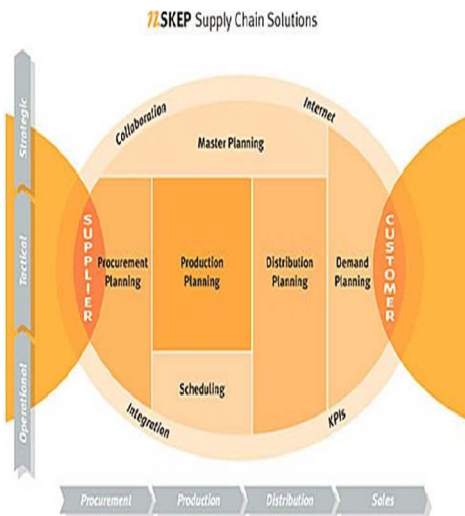 n.SKEP Supply Chain Solutions
Strategic
Tactical
Operational
Collaboration
Internet
Master Planning
SUPPLIER
Procurement
Planning
Production
Planning
Distribution
Planning
Demand
Planning
CUSTOMER
Scheduling
Integration
KPIs
Procurement
Production
Distribution
Sales